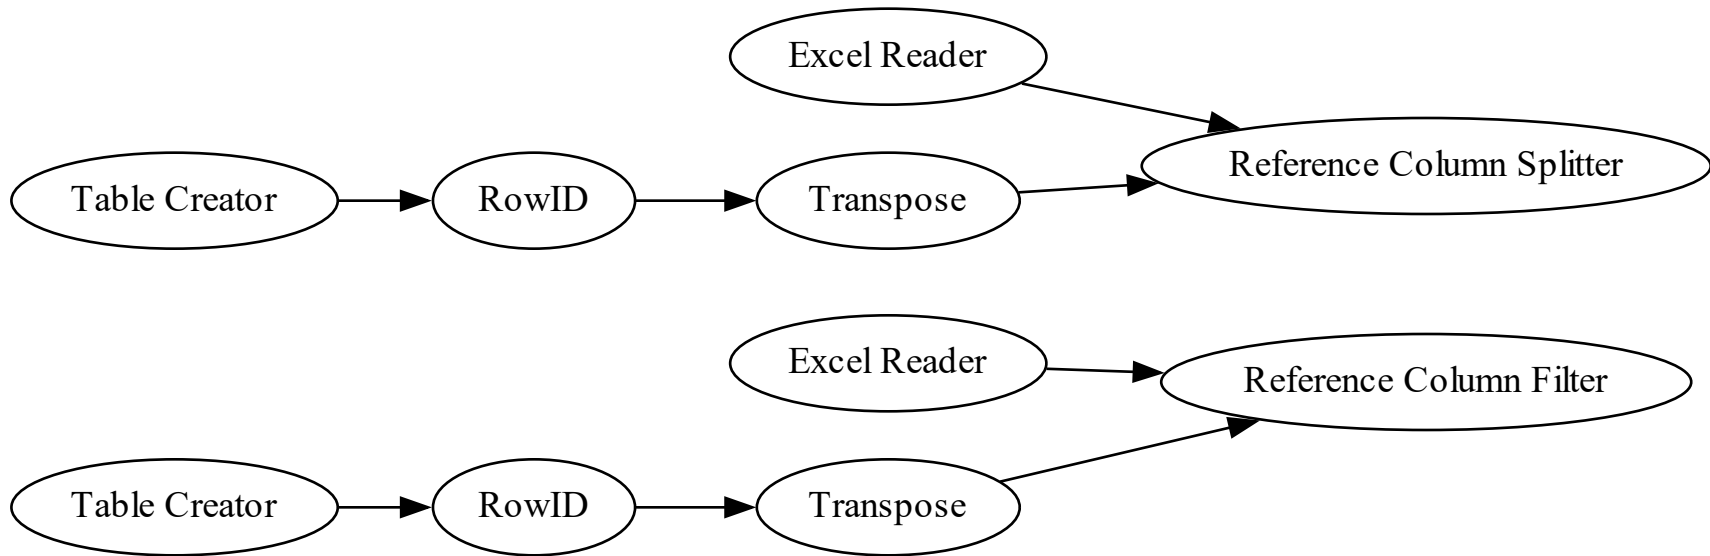 Excel Reader
Reference Column Splitter
Table Creator
RowID
Transpose
Excel Reader
Reference Column Filter
Table Creator
RowID
Transpose